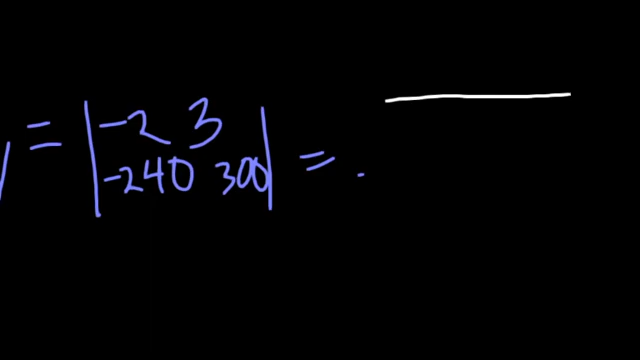 = | -2 3 |
| -240 300 | =